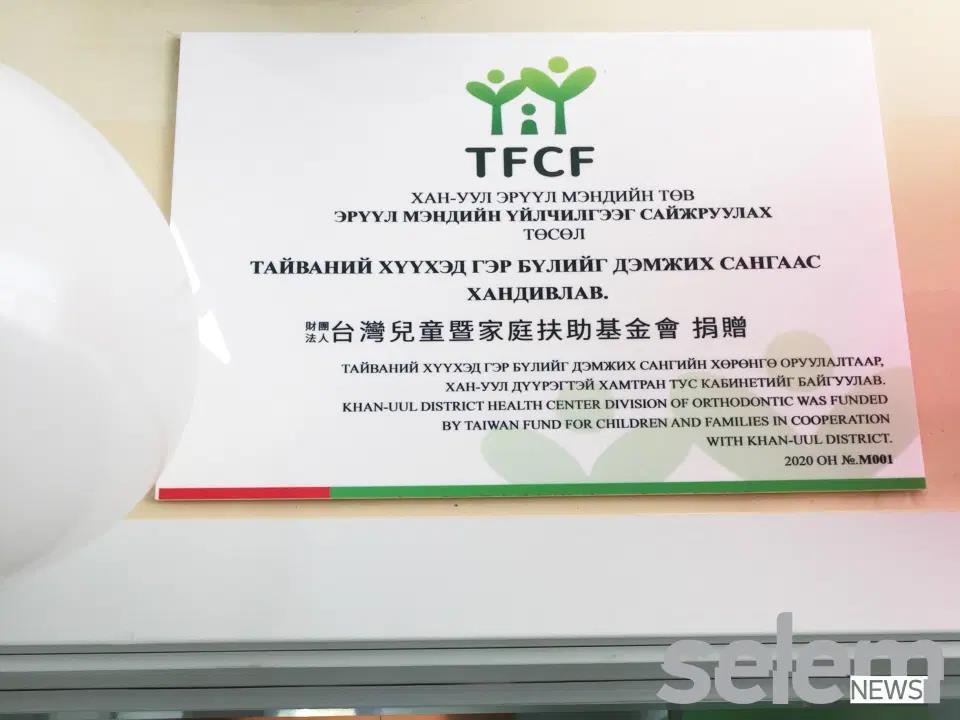 TFCF
ХАН-УУЛ ЭРҮҮЛ МЭНДИЙН ТӨВ
ЭРҮҮЛ МЭНДИЙН ҮЙЛЧИЛГЭЭГ САЙЖРУУЛАХ
ТӨСӨЛ
ТАЙВАНИЙ ХҮҮХЭД ГЭР БҮЛИЙГ ДЭМЖИХ САНГААС
ХАНДИВЛАВ.
財團法人台灣兒童暨家庭扶助基金會 捐贈
ТАЙВАНИЙ ХҮҮХЭД ГЭР БҮЛИЙГ ДЭМЖИХ САНГИЙН ХӨРӨНГӨ ОРУУЛАЛТААР,
ХАН-УУЛ ДҮҮРЭГТЭЙ ХАМТРАН ТУС КАБИНЕТИЙГ БАЙГУУЛАВ.
KHAN-UUL DISTRICT HEALTH CENTER DIVISION OF ORTHODONTIC WAS FUNDED
BY TAIWAN FUND FOR CHILDREN AND FAMILIES IN COOPERATION
WITH KHAN-UUL DISTRICT.
2020 ОН №.M001
selem
NEWS